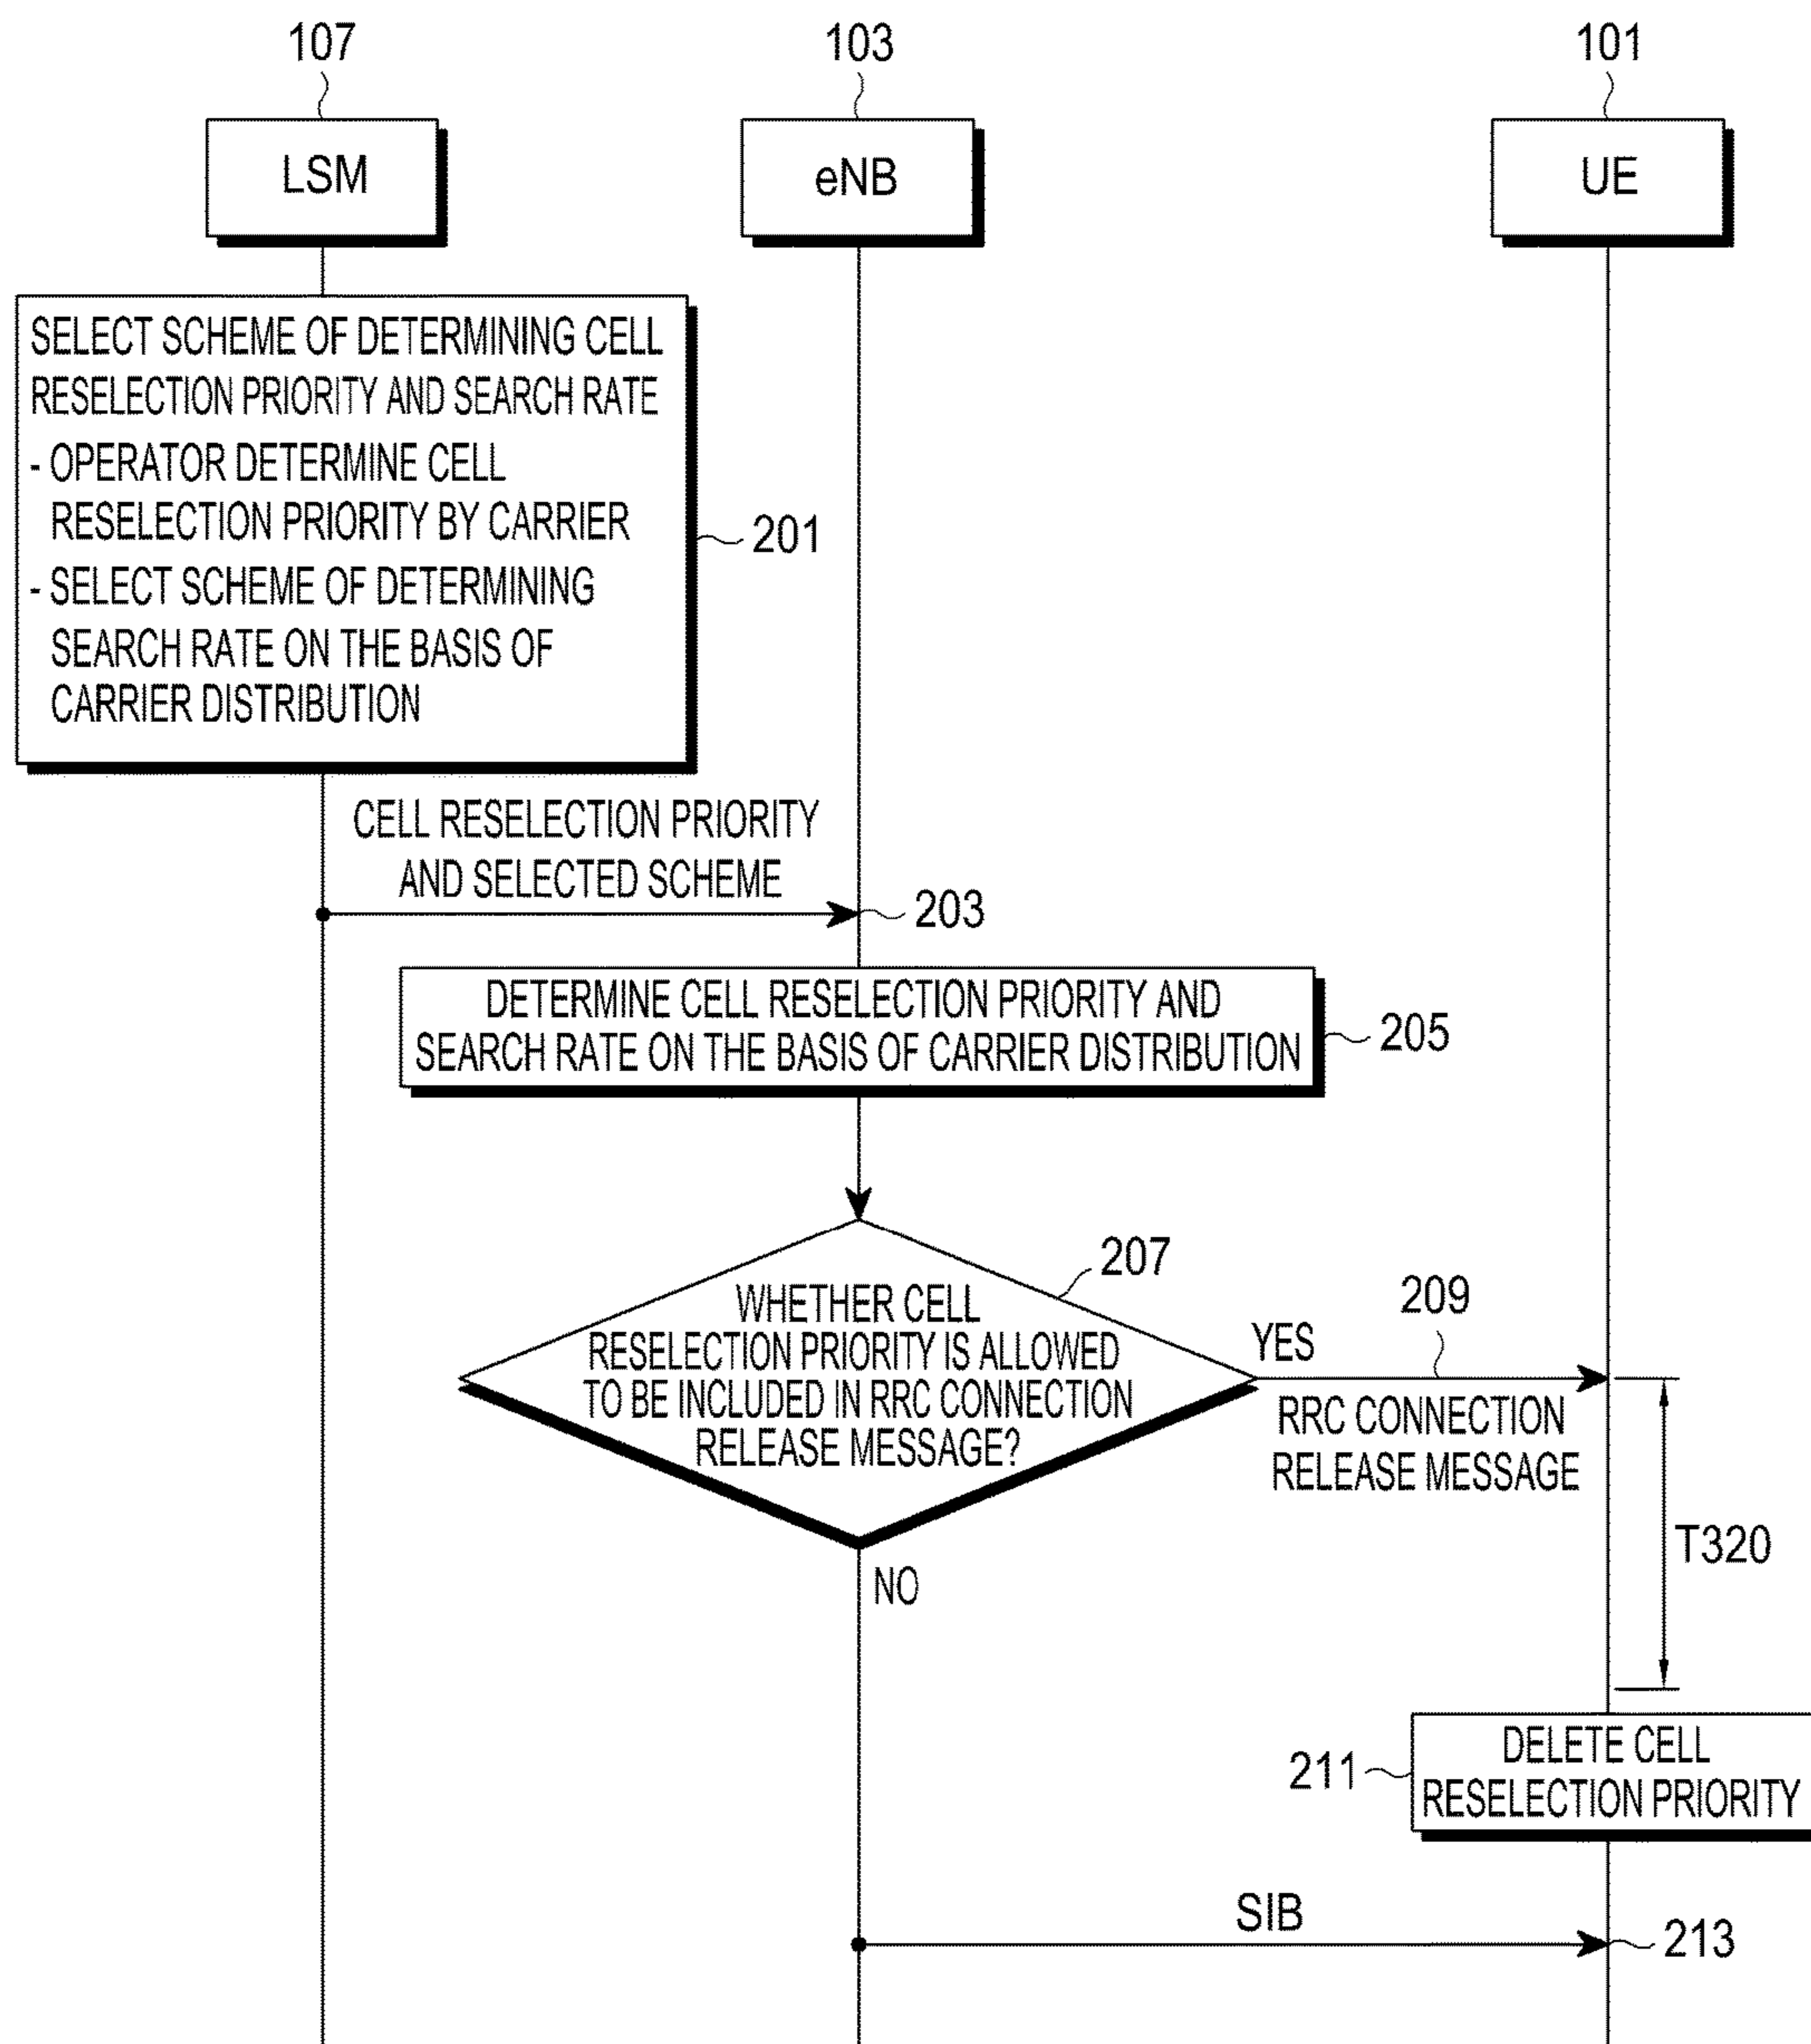 107
103
101
LSM
eNB
UE
SELECT SCHEME OF DETERMINING CELL
RESELECTION PRIORITY AND SEARCH RATE
- OPERATOR DETERMINE CELL
RESELECTION PRIORITY BY CARRIER
- SELECT SCHEME OF DETERMINING
SEARCH RATE ON THE BASIS OF
CARRIER DISTRIBUTION
201
CELL RESELECTION PRIORITY
AND SELECTED SCHEME
203
DETERMINE CELL RESELECTION PRIORITY AND
SEARCH RATE ON THE BASIS OF CARRIER DISTRIBUTION
205
207
WHETHER CELL
RESELECTION PRIORITY IS ALLOWED
TO BE INCLUDED IN RRC CONNECTION
RELEASE MESSAGE?
YES
209
RRC CONNECTION
RELEASE MESSAGE
T320
NO
211
DELETE CELL
RESELECTION PRIORITY
SIB
213